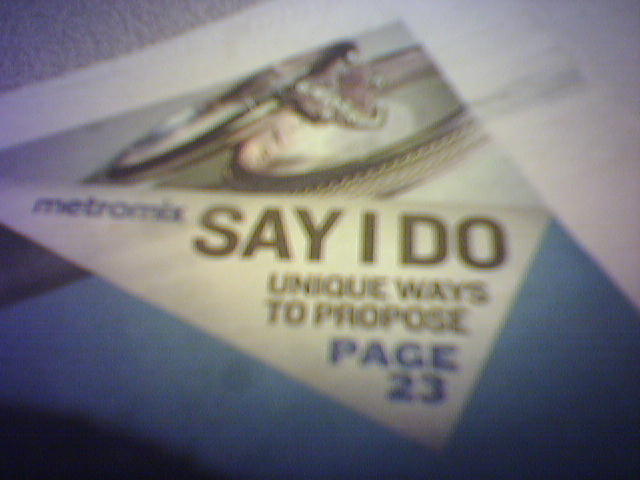 metromix
SAY I DO
UNIQUE WAYS
TO PROPOSE
PAGE
23